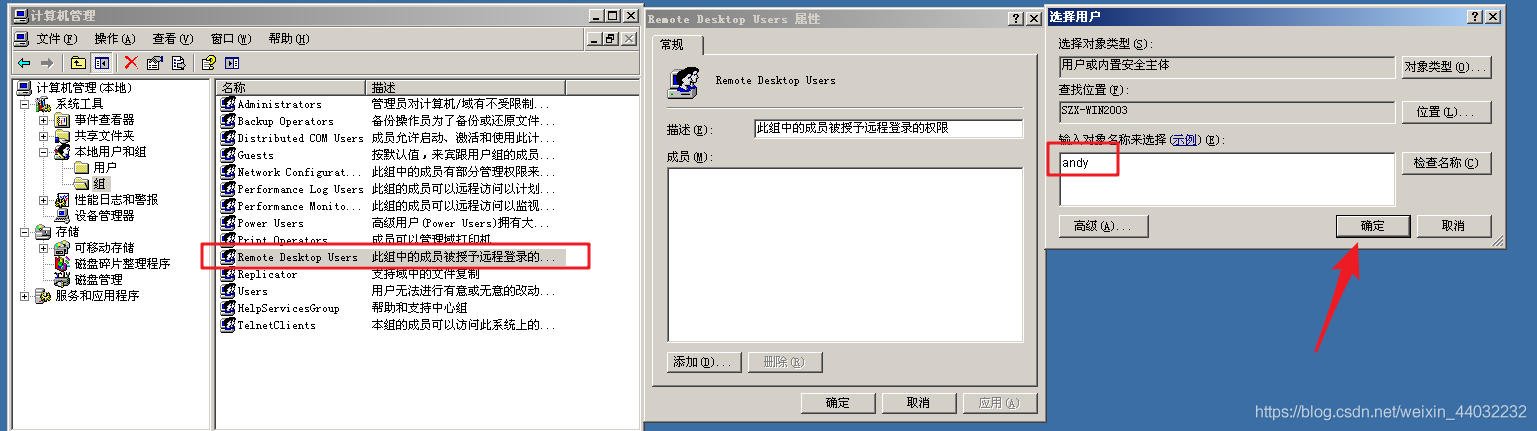 计算机管理
文件(F) 操作(A) 查看(V) 窗口(W) 帮助(H)
计算机管理(本地)
系统工具
事件查看器
共享文件夹
本地用户和组
用户
组
性能日志和警报
设备管理器
存储
可移动存储
磁盘碎片整理程序
磁盘管理
服务和应用程序
名称 描述
Administrators 管理员对计算机/域有不受限制...
Backup Operators 备份操作员为了备份或还原文件...
Distributed COM Users 成员允许启动、激活和使用此计...
Guests 按默认值，来宾跟用户组的成员...
Network Configurat... 此组中的成员有部分管理权限来...
Performance Log Users 此组的成员可以远程访问以计划...
Performance Monito... 此组的成员可以远程访问以监视...
Power Users 高级用户(Power Users)拥有大...
Print Operators 成员可以管理域打印机
Remote Desktop Users 此组中的成员被授予远程登录的...
Replicator 支持域中的文件复制
Users 用户无法进行有意或无意的改动...
HelpServicesGroup 帮助和支持中心组
TelnetClients 本组的成员可以访问此系统上的...
Remote Desktop Users 属性
常规
Remote Desktop Users
描述(E): 此组中的成员被授予远程登录的权限
成员(M):
添加(D)... 删除(R)
确定 取消 应用(A)
选择用户
选择对象类型(S):
用户或内置安全主体 对象类型(O)...
查找位置(F):
SZX-WIN2003 位置(L)...
输入对象名称来选择(示例)(E):
andy 检查名称(C)
高级(A)... 确定 取消
https://blog.csdn.net/weixin_44032232